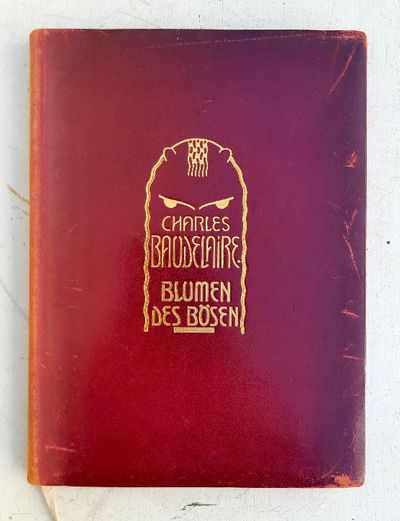 CHARLES
BAUDELAIRE
BLUMEN
DES BÖSEN